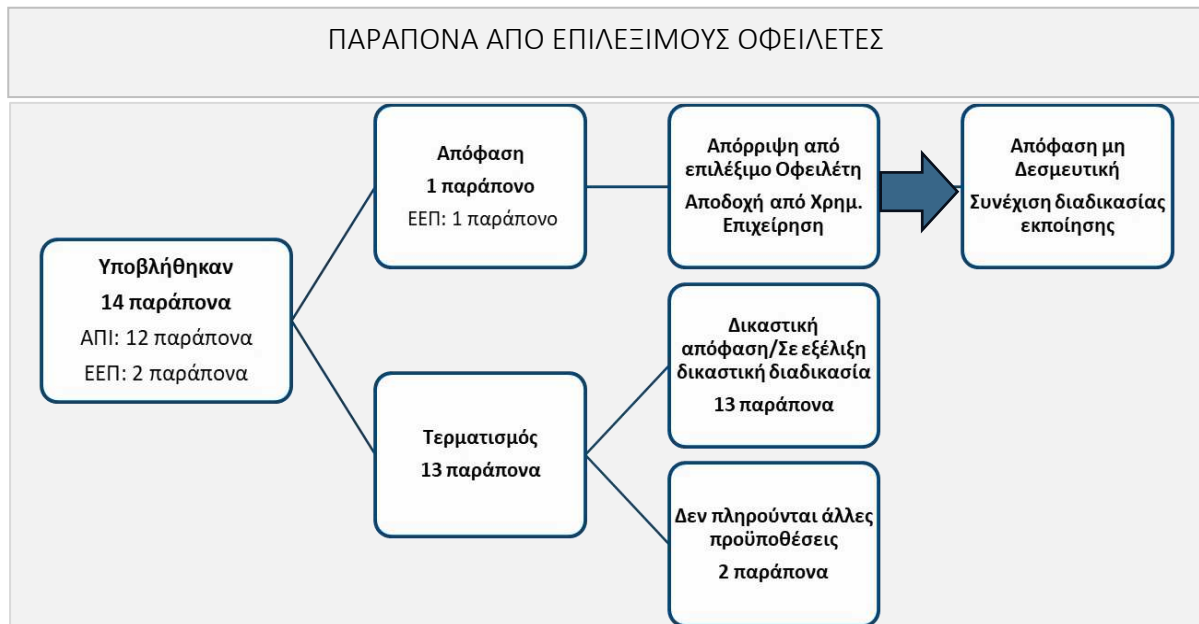 ΠΑΡΑΠΟΝΑ ΑΠΟ ΕΠΙΛΕΞΙΜΟΥΣ ΟΦΕΙΛΕΤΕΣ
Υποβλήθηκαν
14 παράπονα
ΑΠΙ: 12 παράπονα
ΕΕΠ: 2 παράπονα
Απόφαση
1 παράπονο
ΕΕΠ: 1 παράπονο
Απόρριψη από
επιλέξιμο Οφειλέτη
Αποδοχή από Χρημ.
Επιχείρηση
Απόφαση μη
Δεσμευτική
Συνέχιση διαδικασίας
εκποίησης
Τερματισμός
13 παράπονα
Δικαστική
απόφαση/Σε εξέλιξη
δικαστική διαδικασία
13 παράπονα
Δεν πληρούνται άλλες
προϋποθέσεις
2 παράπονα